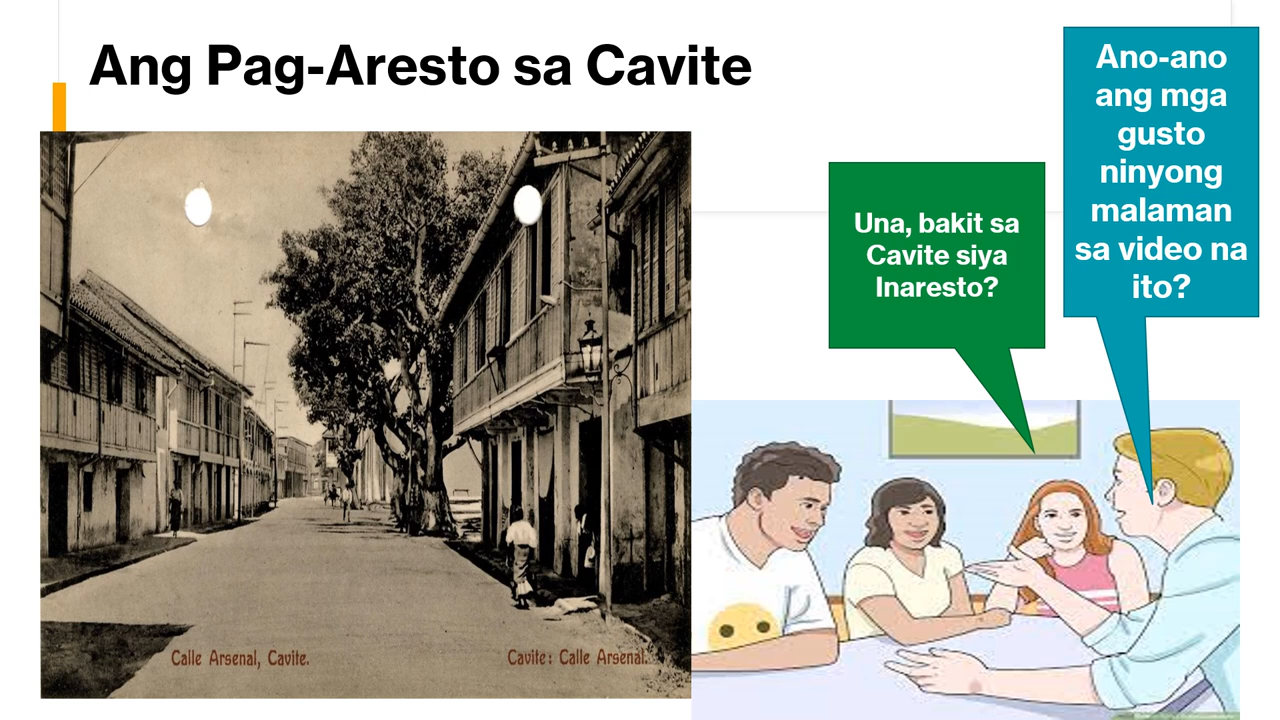 Ang Pag-Aresto sa Cavite
Ano-ano
ang mga
gusto
ninyong
malaman
sa video na
ito?
Una, bakit sa
Cavite siya
Inaresto?
Calle Arsenal, Cavite.
Cavite: Calle Arsenal.